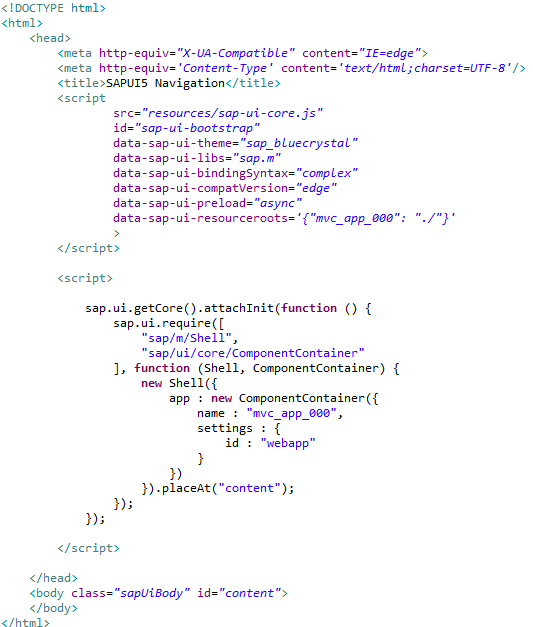 <!DOCTYPE html>
<html>
    <head>
        <meta http-equiv="X-UA-Compatible" content="IE=edge">
        <meta http-equiv='Content-Type' content='text/html;charset=UTF-8'/>
        <title>SAPUI5 Navigation</title>
        <script
                src="resources/sap-ui-core.js"
                id="sap-ui-bootstrap"
                data-sap-ui-theme="sap_bluecrystal"
                data-sap-ui-libs="sap.m"
                data-sap-ui-bindingSyntax="complex"
                data-sap-ui-compatVersion="edge"
                data-sap-ui-preload="async"
                data-sap-ui-resourceroots='{"mvc_app_000": "./"}'
                >
        </script>

        <script>

            sap.ui.getCore().attachInit(function () {
                sap.ui.require([
                    "sap/m/Shell",
                    "sap/ui/core/ComponentContainer"
                ], function (Shell, ComponentContainer) {
                    new Shell({
                        app : new ComponentContainer({
                            name : "mvc_app_000",
                            settings : {
                                id : "webapp"
                            }
                        })
                    }).placeAt("content");
                });
            });

        </script>

    </head>
    <body class="sapUiBody" id="content">
    </body>
</html>